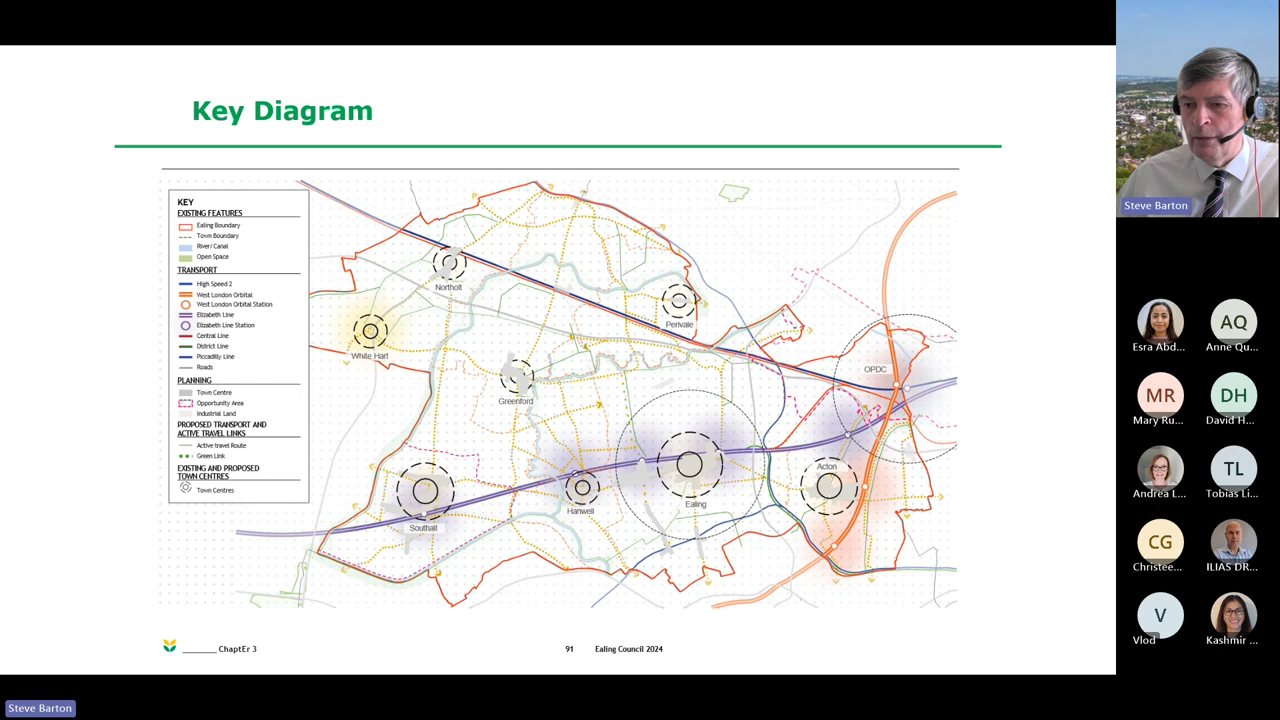 Key Diagram
KEY
EXISTING FEATURES
Ealing Boundary
Town Boundary
River/ Canal
Open Space
TRANSPORT
High Speed 2
West London Orbital
West London Orbital Station
Elizabeth Line
Elizabeth Line Station
Central Line
District Line
Piccadilly Line
Roads
PLANNING
Town Centre
Opportunity Area
Industrial Land
PROPOSED TRANSPORT AND
ACTIVE TRAVEL LINKS
Active travel Route
Green Link
EXISTING AND PROPOSED
TOWN CENTRES
Town Centres
Northolt
Perivale
White Hart
Greenford
OPDC
Acton
Ealing
Hanwell
Southall
ChaptEr 3
91
Ealing Council 2024
Steve Barton
Esra Abd...
AQ
Anne Qu...
MR
Mary Ru...
DH
David H...
Andrea L...
TL
Tobias Li...
CG
Christee...
ILIAS DR...
V
Vlod
Kashmir ...
Steve Barton